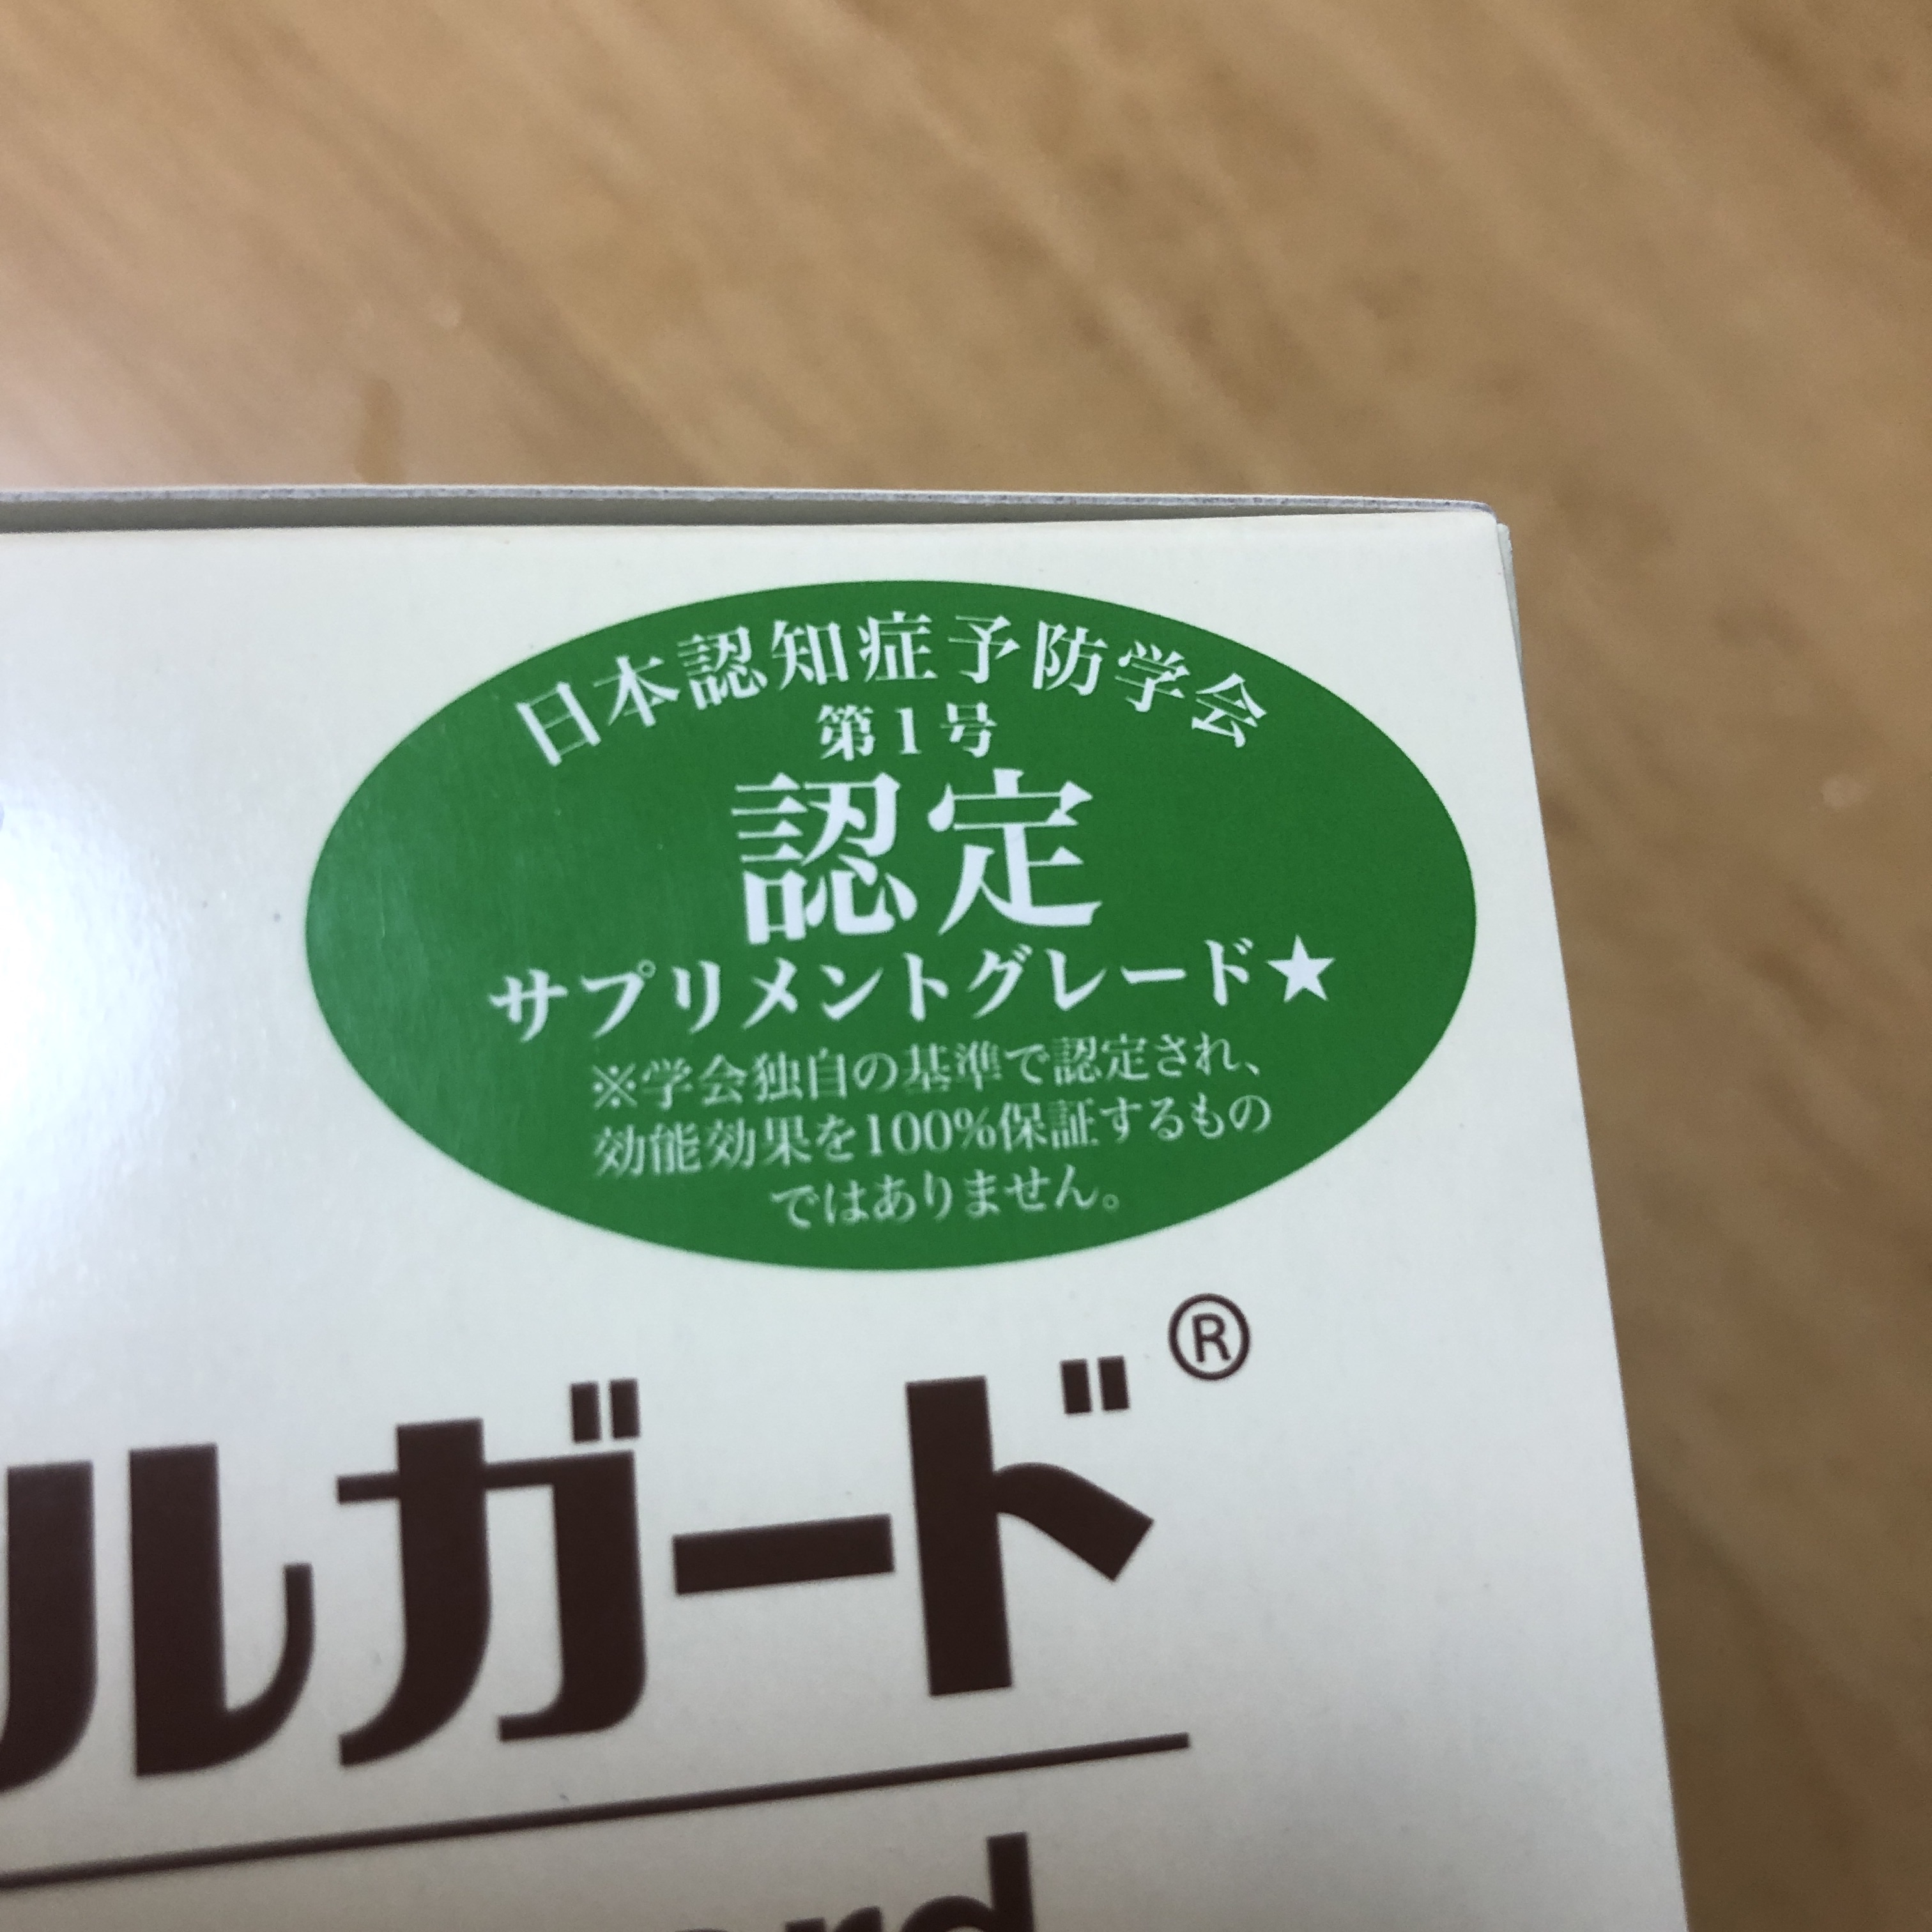 日本認知症予防学会
第1号
認定
サプリメントグレード★
※学会独自の基準で認定され、
効能効果を100%保証するもの
ではありません。
ルガード®
rd